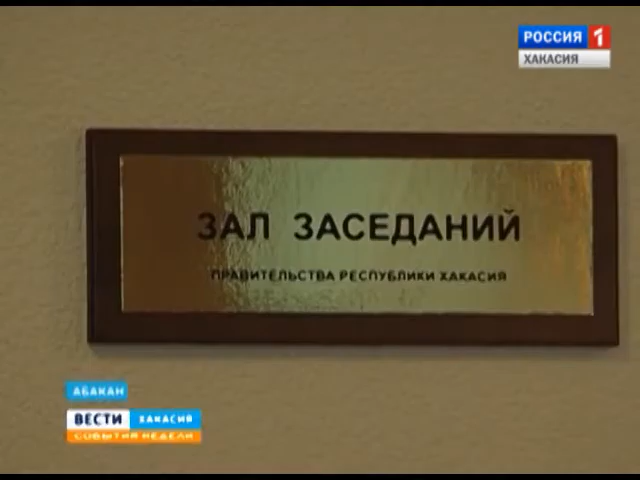 РОССИЯ 1
ХАКАСИЯ
ЗАЛ ЗАСЕДАНИЙ
ПРАВИТЕЛЬСТВА РЕСПУБЛИКИ ХАКАСИЯ
АБАКАН
ВЕСТИ ХАКАСИЯ
СОБЫТИЯ НЕДЕЛИ